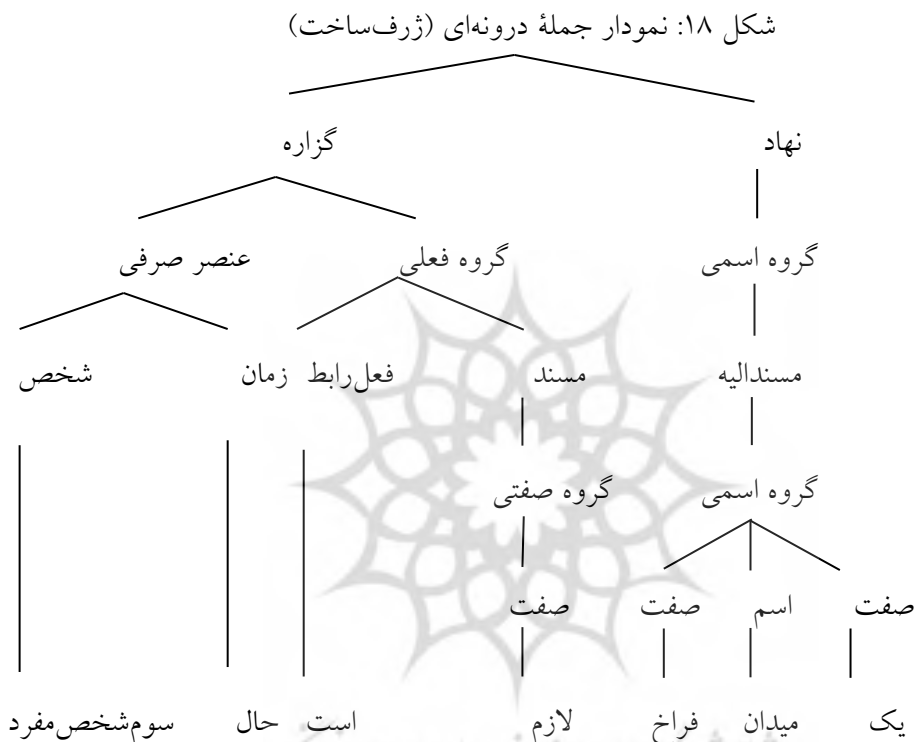 شکل ۱۸: نمودار جملهٔ درونه‌ای (ژرف‌ساخت)
نهاد گزاره
گروه اسمی گروه فعلی عنصر صرفی
مسندالیه مسند فعل‌رابط زمان شخص
گروه اسمی گروه صفتی
صفت اسم صفت صفت
یک میدان فراخ لازم است حال سوم‌شخص‌مفرد